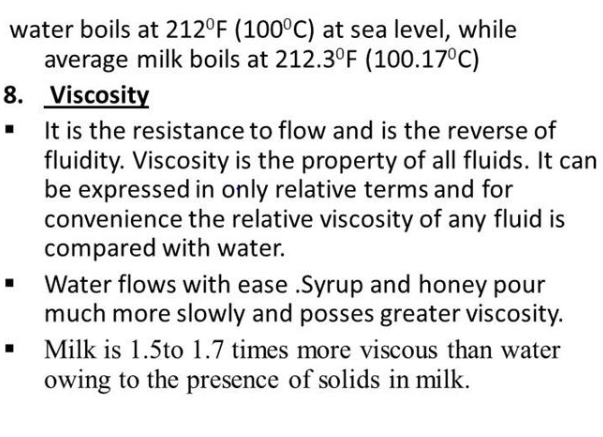 water boils at 212⁰F (100⁰C) at sea level, while
average milk boils at 212.3⁰F (100.17⁰C)
8. Viscosity
▪ It is the resistance to flow and is the reverse of
fluidity. Viscosity is the property of all fluids. It can
be expressed in only relative terms and for
convenience the relative viscosity of any fluid is
compared with water.
▪ Water flows with ease .Syrup and honey pour
much more slowly and posses greater viscosity.
▪ Milk is 1.5to 1.7 times more viscous than water
owing to the presence of solids in milk.